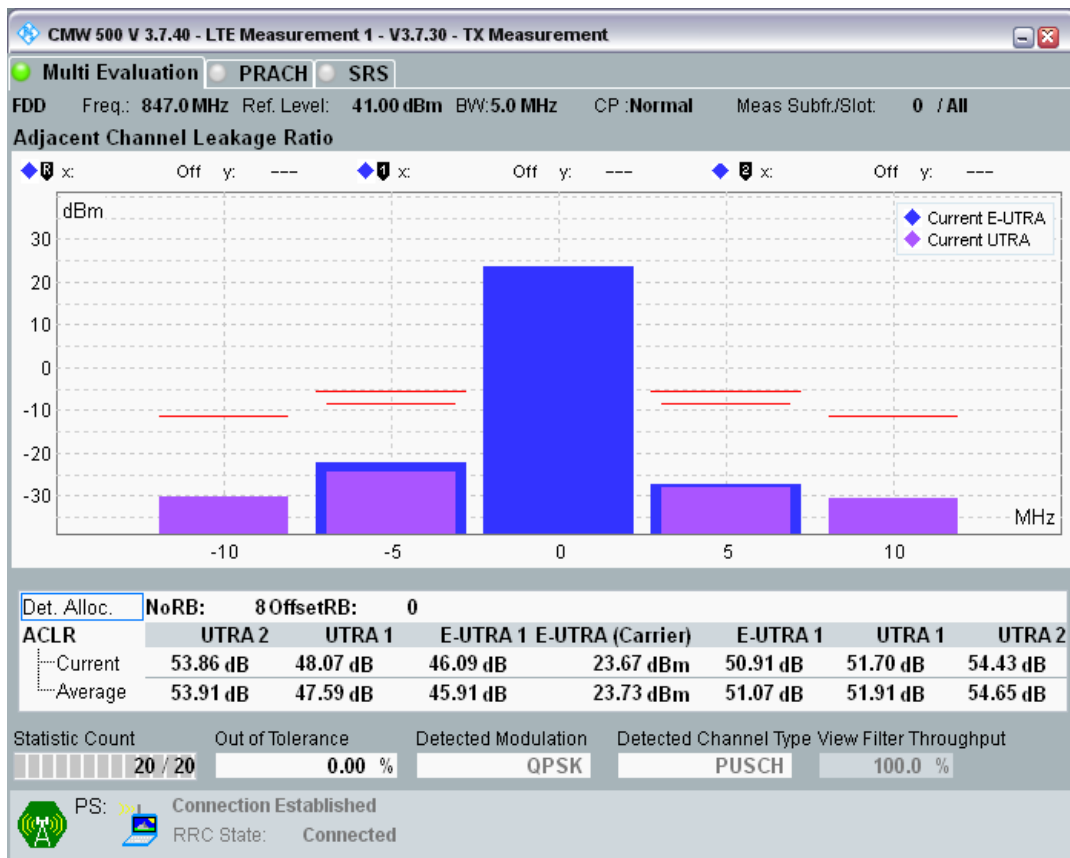 CMW 500 V 3.7.40 - LTE Measurement 1 - V3.7.30 - TX Measurement
Multi Evaluation PRACH SRS
FDD Freq.: 847.0 MHz Ref. Level: 41.00 dBm BW:5.0 MHz CP :Normal Meas Subfr./Slot: 0 / All
Adjacent Channel Leakage Ratio
R x: Off y: --- 1 x: Off y: --- 2 x: Off y: ---
dBm
Current E-UTRA
Current UTRA
30
20
10
0
-10
-20
-30
MHz
-10 -5 0 5 10
Det. Alloc. NoRB: 8 OffsetRB: 0
ACLR UTRA 2 UTRA 1 E-UTRA 1 E-UTRA (Carrier) E-UTRA 1 UTRA 1 UTRA 2
Current 53.86 dB 48.07 dB 46.09 dB 23.67 dBm 50.91 dB 51.70 dB 54.43 dB
Average 53.91 dB 47.59 dB 45.91 dB 23.73 dBm 51.07 dB 51.91 dB 54.65 dB
Statistic Count Out of Tolerance Detected Modulation Detected Channel Type View Filter Throughput
20 / 20 0.00 % QPSK PUSCH 100.0 %
PS: Connection Established
RRC State: Connected